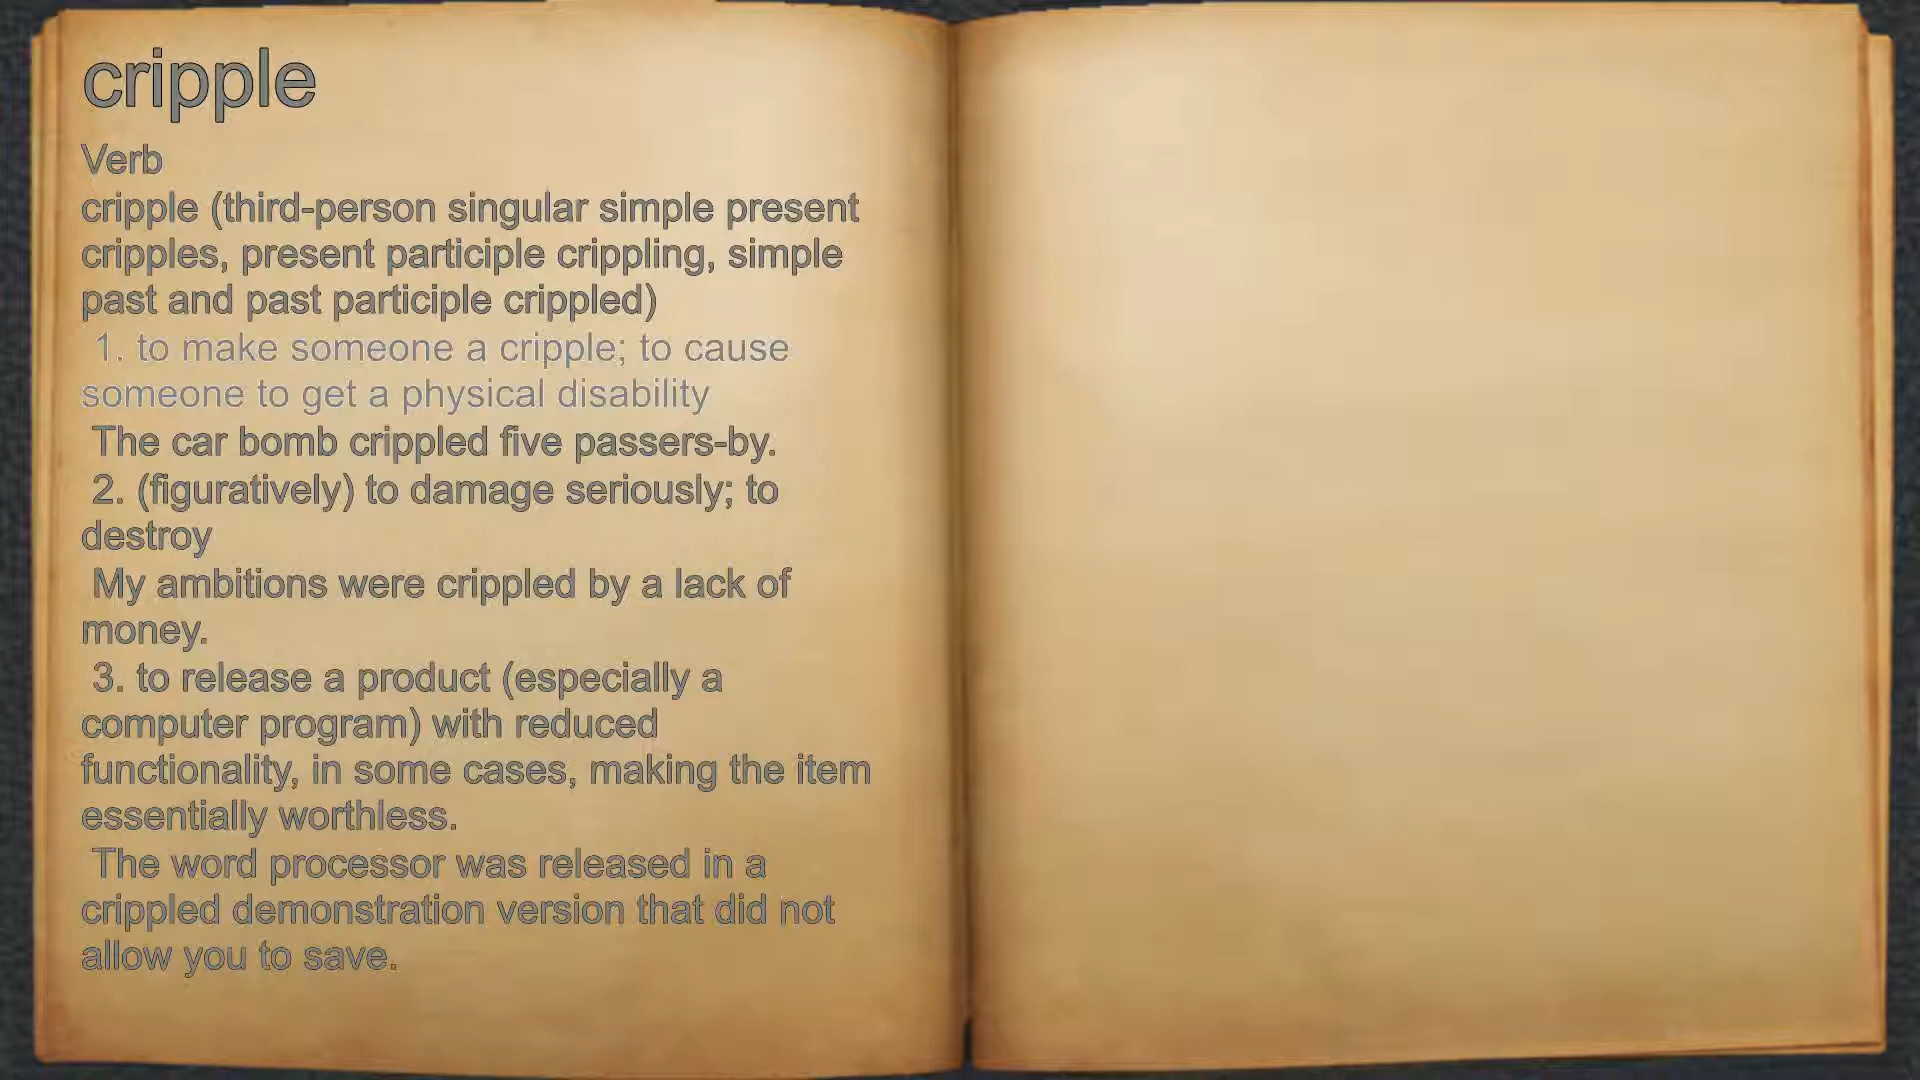 cripple
Verb
cripple (third-person singular simple present
cripples, present participle crippling, simple
past and past participle crippled)
1. to make someone a cripple; to cause
someone to get a physical disability
The car bomb crippled five passers-by.
2. (figuratively) to damage seriously; to
destroy
My ambitions were crippled by a lack of
money.
3. to release a product (especially a
computer program) with reduced
functionality, in some cases, making the item
essentially worthless.
The word processor was released in a
crippled demonstration version that did not
allow you to save.